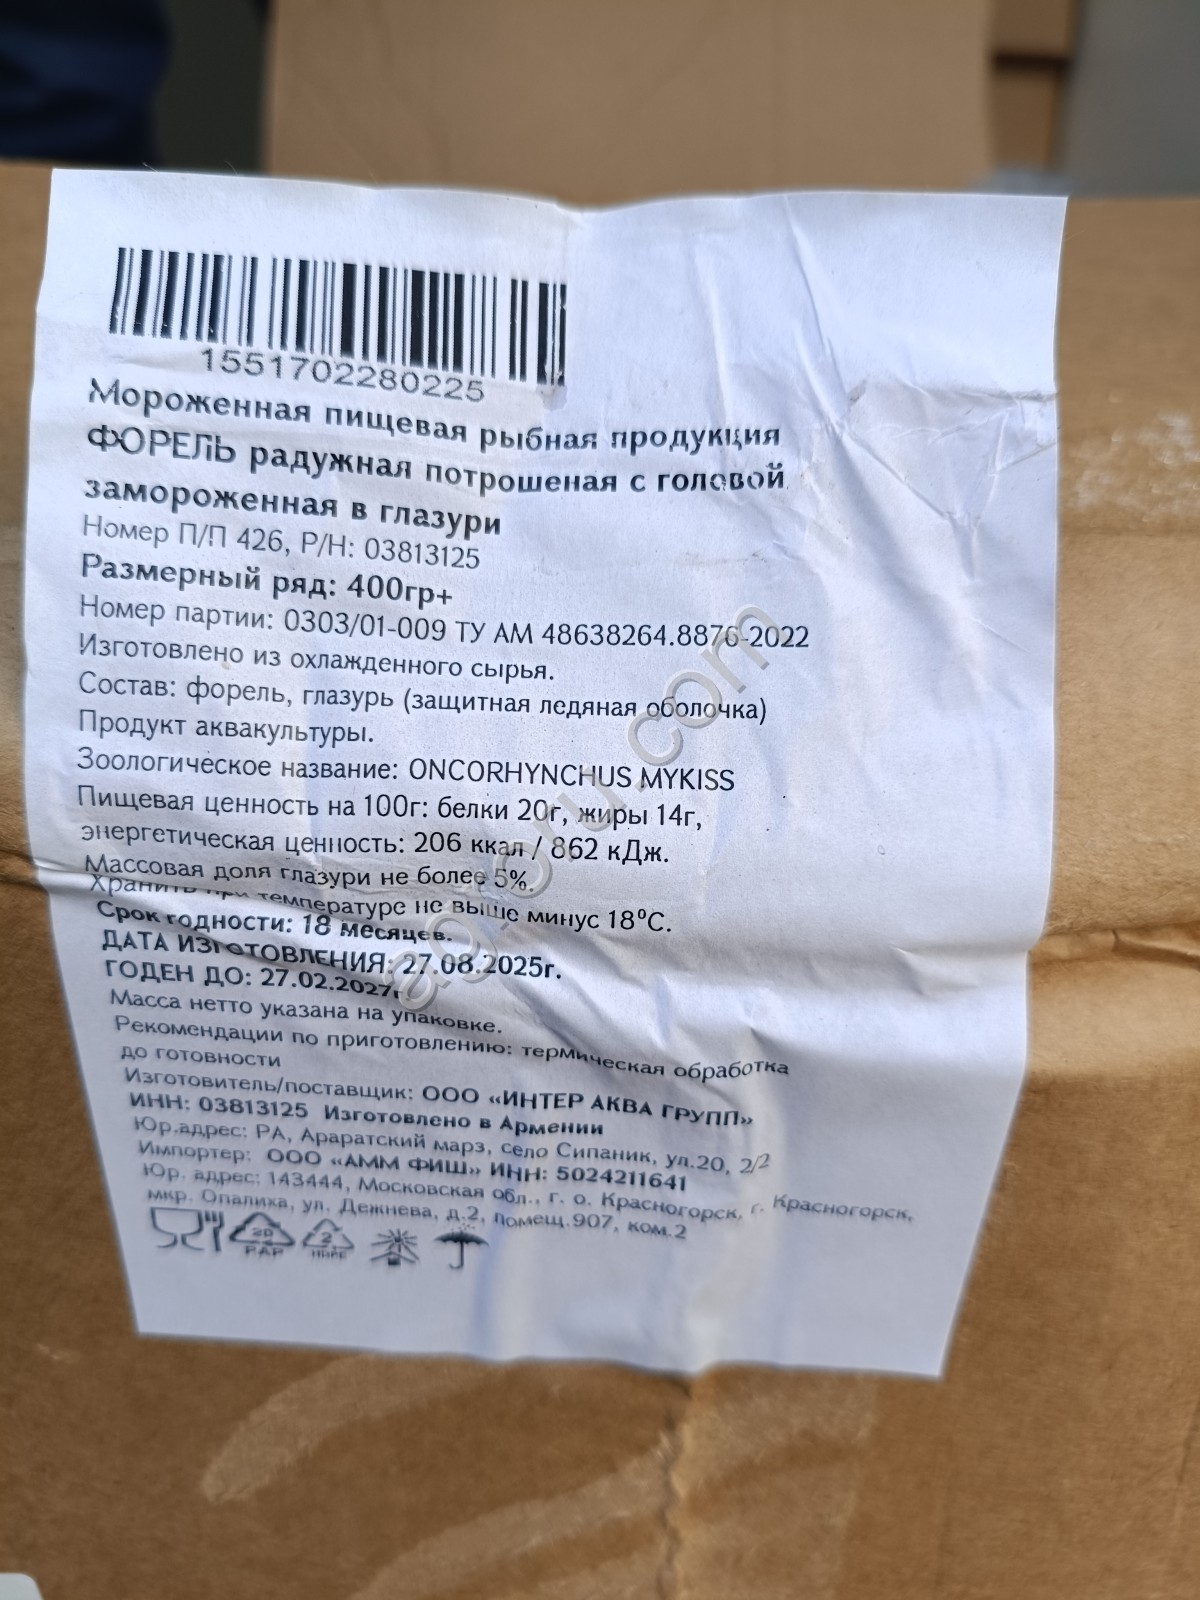 1551702280225
Мороженная пищевая рыбная продукция
ФОРЕЛЬ радужная потрошеная с головой
замороженная в глазури
Номер П/П 426, Р/Н: 03813125
Размерный ряд: 400гр+
Номер партии: 0303/01-009 ТУ АМ 48638264.8876-2022
Изготовлено из охлажденного сырья.
Состав: форель, глазурь (защитная ледяная оболочка)
Продукт аквакультуры.
Зоологическое название: ONCORHYNCHUS MYKISS
Пищевая ценность на 100г: белки 20г, жиры 14г,
энергетическая ценность: 206 ккал / 862 кДж.
Массовая доля глазури не более 5%.
Хранить при температуре не выше минус 18°С.
Срок годности: 18 месяцев.
ДАТА ИЗГОТОВЛЕНИЯ: 27.08.2025г.
ГОДЕН ДО: 27.02.2027г.
Масса нетто указана на упаковке.
Рекомендации по приготовлению: термическая обработка
до готовности
Изготовитель/поставщик: ООО «ИНТЕР АКВА ГРУПП»
ИНН: 03813125 Изготовлено в Армении
Юр.адрес: РА, Араратский марз, село Сипаник, ул.20, 2/2
Импортер: ООО «АММ ФИШ» ИНН: 5024211641
Юр. адрес: 143444, Московская обл., г. о. Красногорск, г. Красногорск,
мкр. Опалиха, ул. Дежнева, д.2, помещ.907, ком.2
20
PAP
2
HDPE
agroru.com